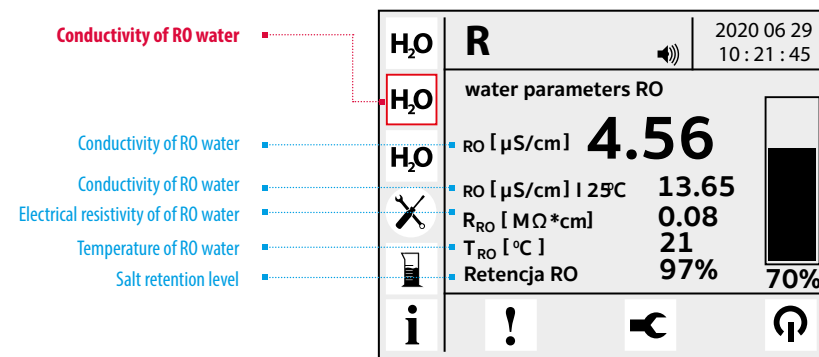 Conductivity of RO water
H₂O
R
2020 06 29
10 : 21 : 45
H₂O
water parameters RO
Conductivity of RO water
H₂O
RO [ µS/cm] 4.56
Conductivity of RO water
RO [ µS/cm] I 25ºC 13.65
Electrical resistivity of of RO water
R RO [ MΩ*cm] 0.08
Temperature of RO water
T RO [ ºC ] 21
Salt retention level
Retencja RO 97%
70%
i
!